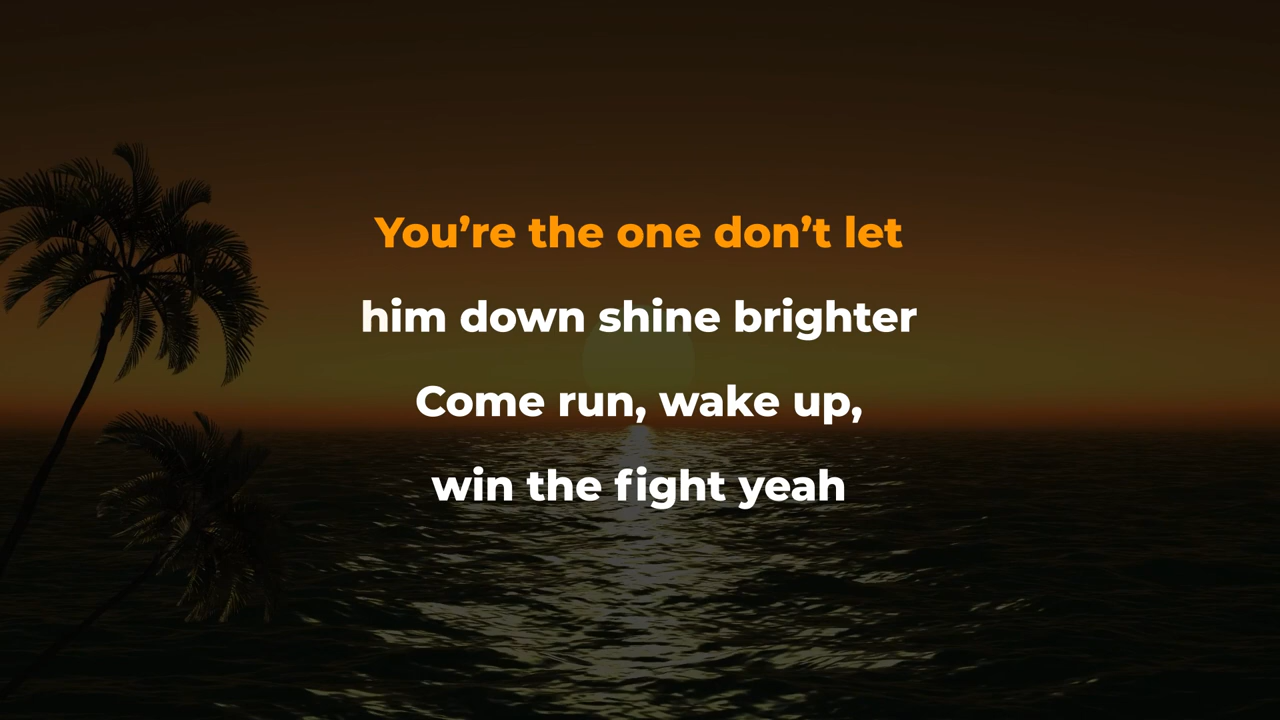 You’re the one don’t let
him down shine brighter
Come run, wake up,
win the fight yeah